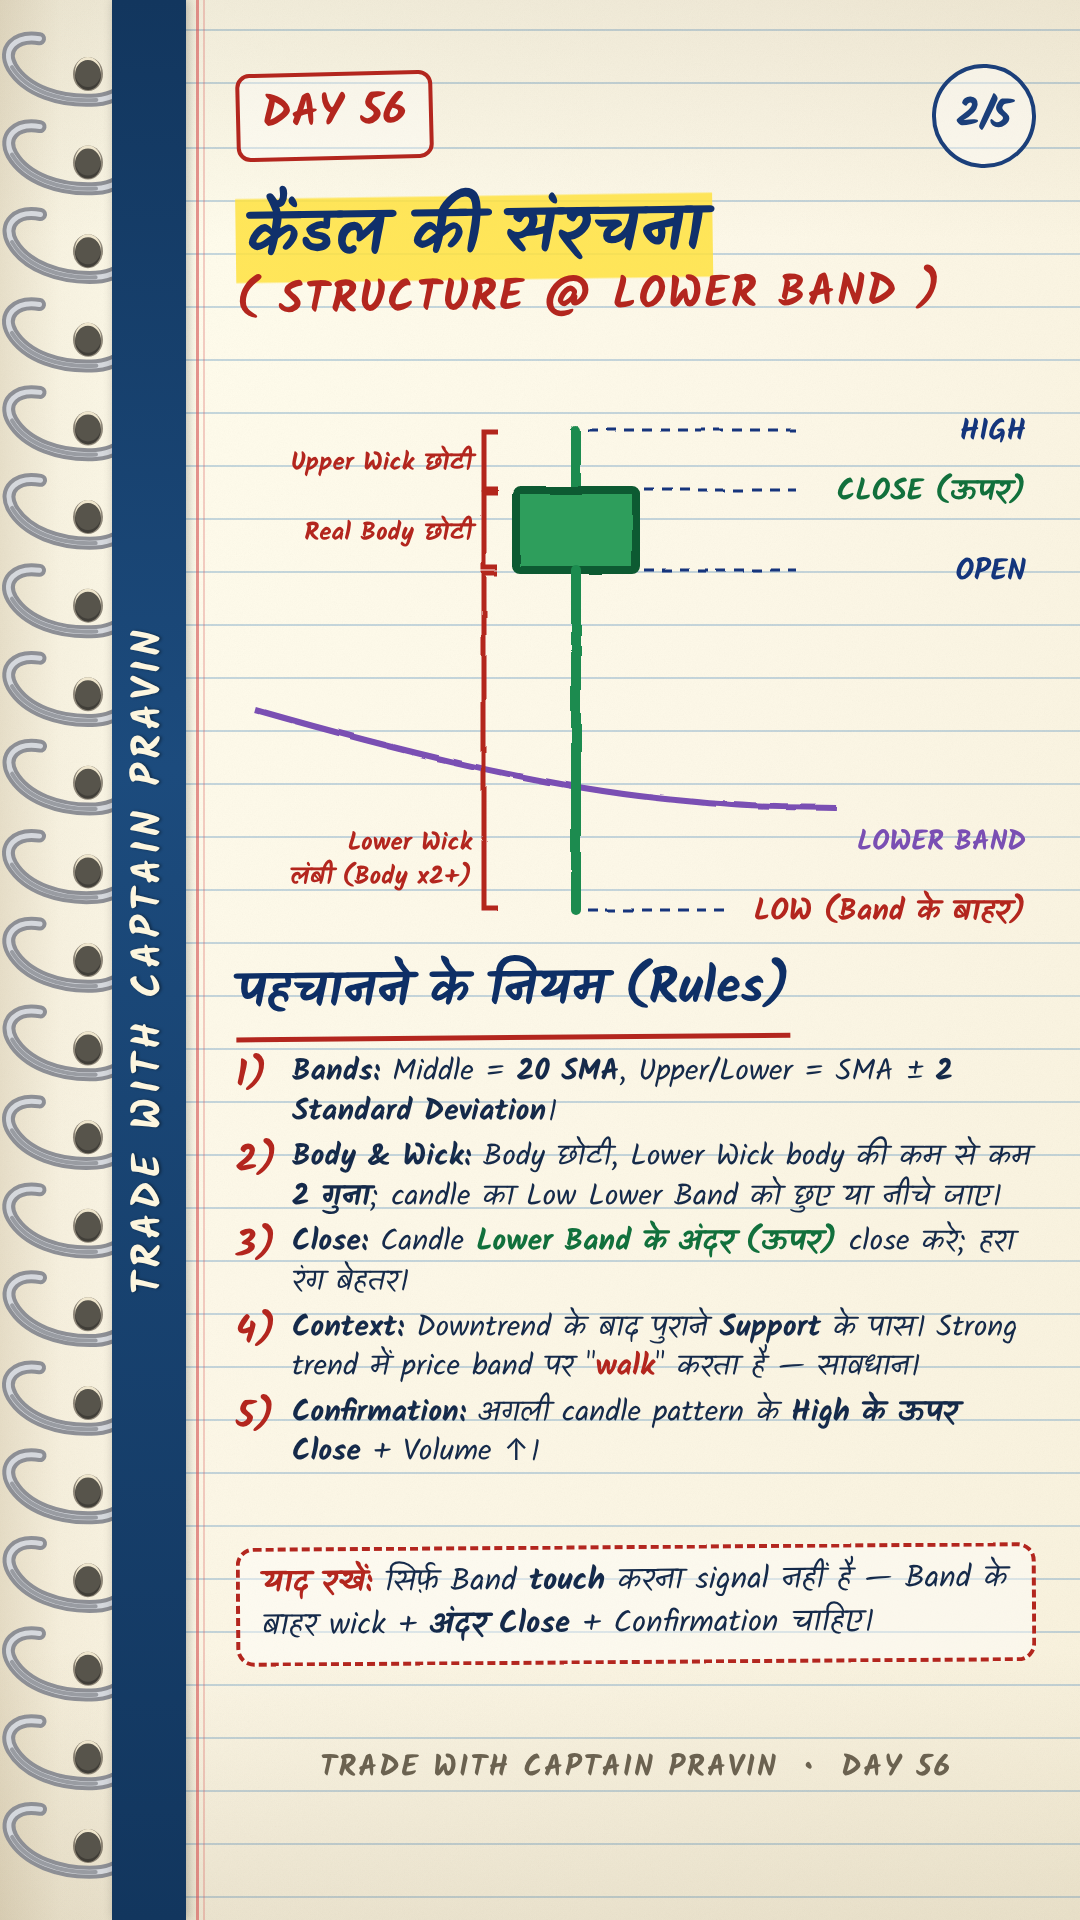 DAY 56
2/5
कैंडल की संरचना
( STRUCTURE @ LOWER BAND )
HIGH
Upper Wick छोटी
CLOSE (ऊपर)
Real Body छोटी
OPEN
LOWER BAND
Lower Wick
लंबी (Body x2+)
LOW (Band के बाहर)
TRADE WITH CAPTAIN PRAVIN
पहचानने के नियम (Rules)
1) Bands: Middle = 20 SMA, Upper/Lower = SMA ± 2
Standard Deviation।
2) Body & Wick: Body छोटी, Lower Wick body की कम से कम
2 गुना; candle का Low Lower Band को छुए या नीचे जाए।
3) Close: Candle Lower Band के अंदर (ऊपर) close करे; हरा
रंग बेहतर।
4) Context: Downtrend के बाद पुराने Support के पास। Strong
trend में price band पर "walk" करता है — सावधान।
5) Confirmation: अगली candle pattern के High के ऊपर
Close + Volume ↑।
याद रखें: सिर्फ़ Band touch करना signal नहीं है — Band के
बाहर wick + अंदर Close + Confirmation चाहिए।
TRADE WITH CAPTAIN PRAVIN · DAY 56